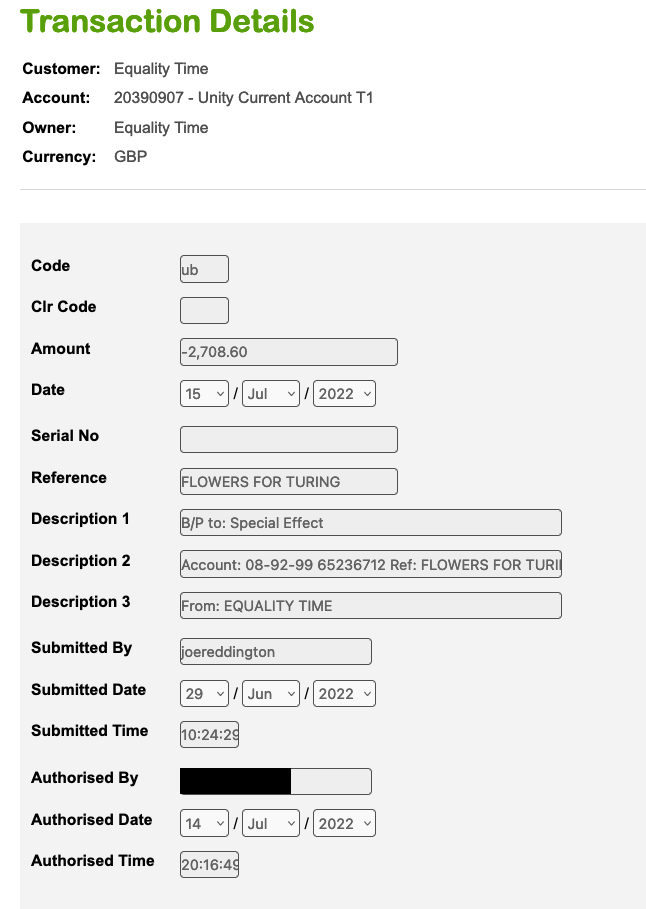 Transaction Details
Customer: Equality Time
Account: 20390907 - Unity Current Account T1
Owner: Equality Time
Currency: GBP
Code ub
Clr Code
Amount -2,708.60
Date 15 / Jul / 2022
Serial No
Reference FLOWERS FOR TURING
Description 1 B/P to: Special Effect
Description 2 Account: 08-92-99 65236712 Ref: FLOWERS FOR
Description 3 From: EQUALITY TIME
Submitted By joereddington
Submitted Date 29 / Jun / 2022
Submitted Time 10:24:29
Authorised By
Authorised Date 14 / Jul / 2022
Authorised Time 20:16:49